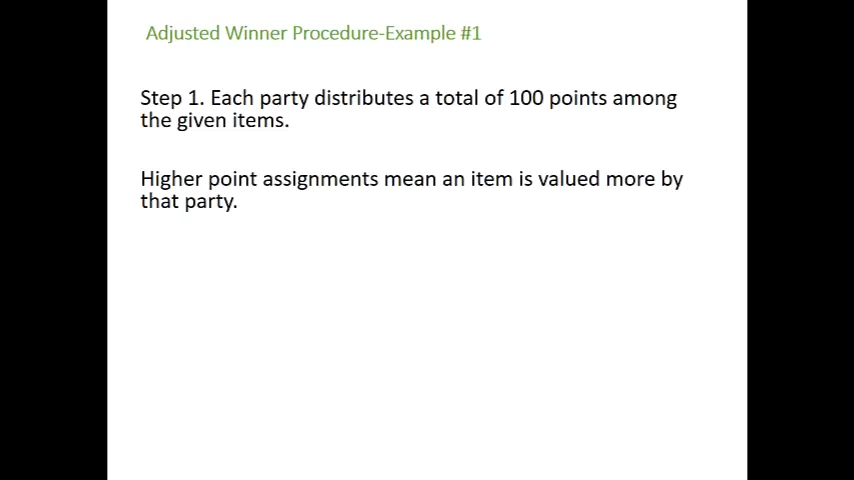 Adjusted Winner Procedure-Example #1
Step 1. Each party distributes a total of 100 points among
the given items.
Higher point assignments mean an item is valued more by
that party.